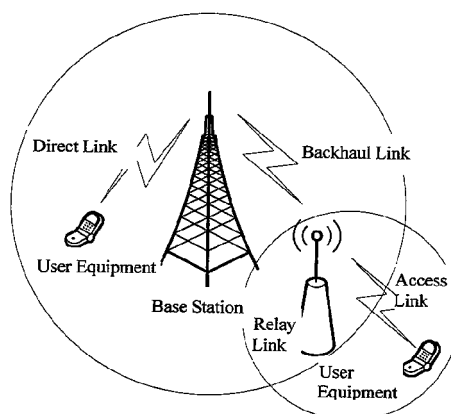 Direct Link
Backhaul Link
User Equipment
Access
Link
Base Station
Relay
Link
User
Equipment